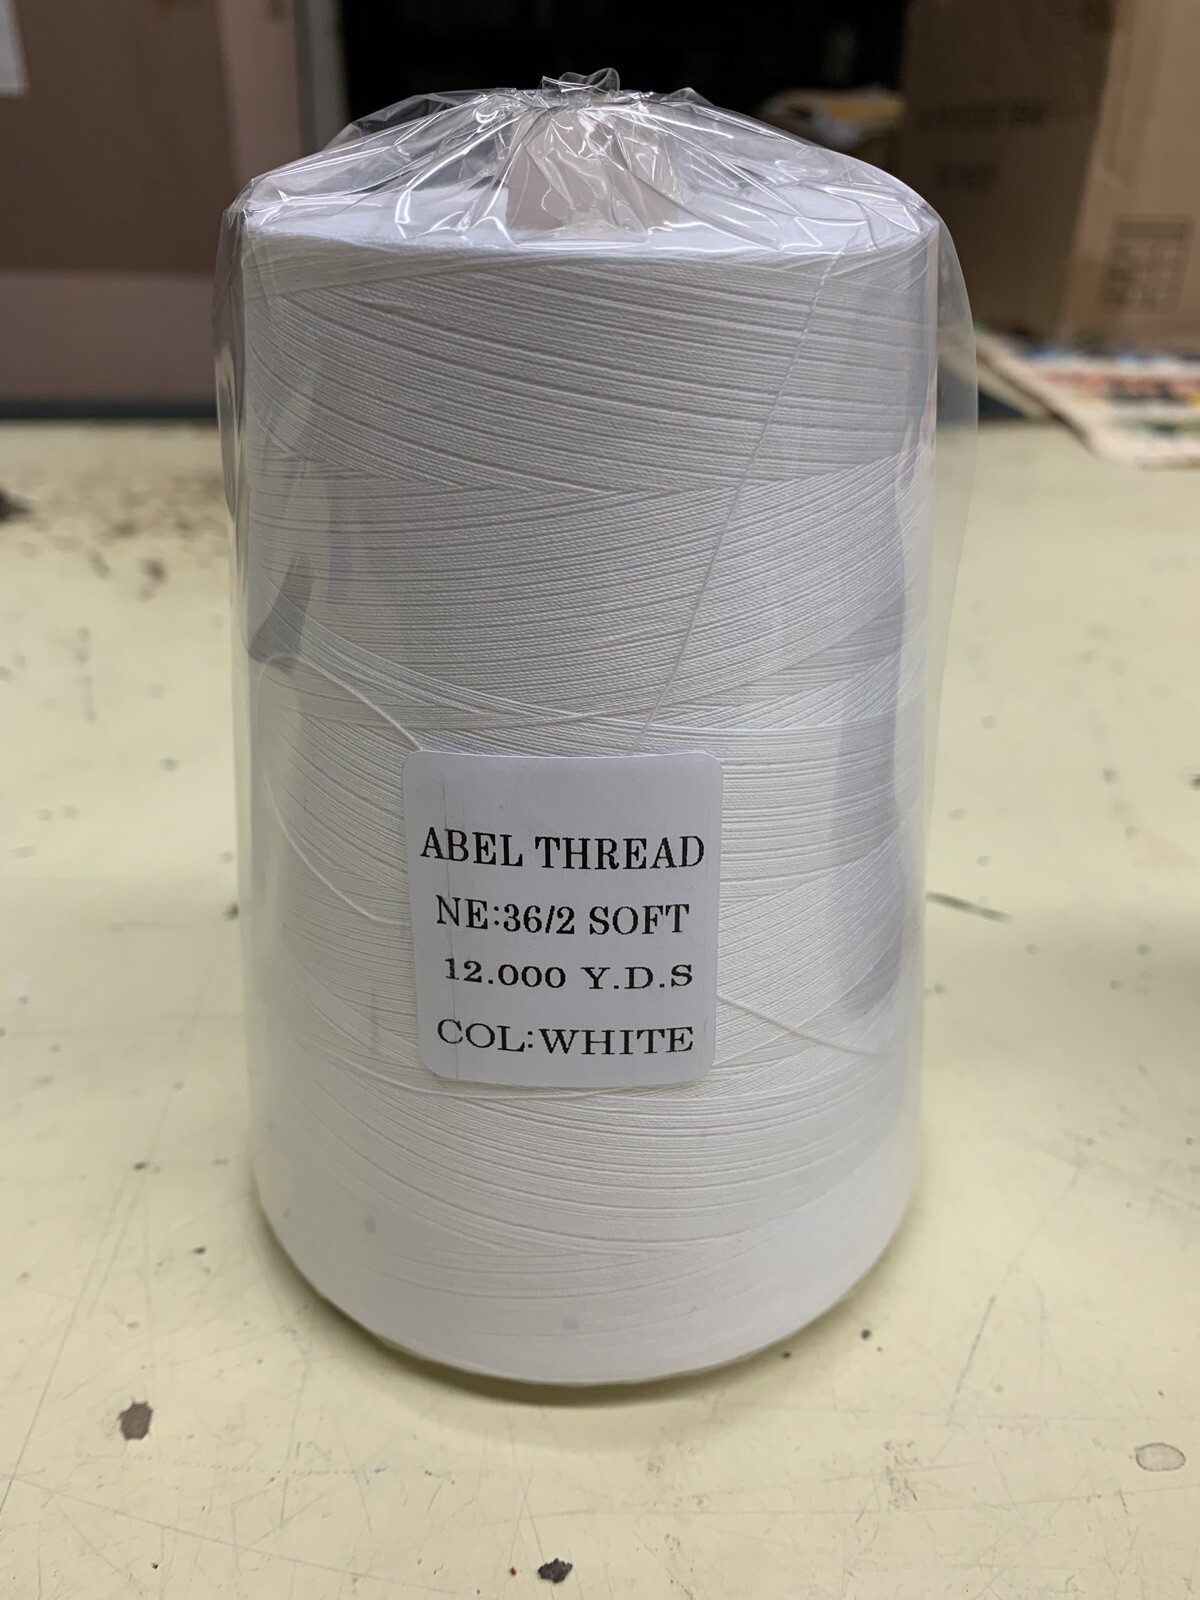 ABEL THREAD
NE:36/2 SOFT
12.000 Y.D.S
COL:WHITE